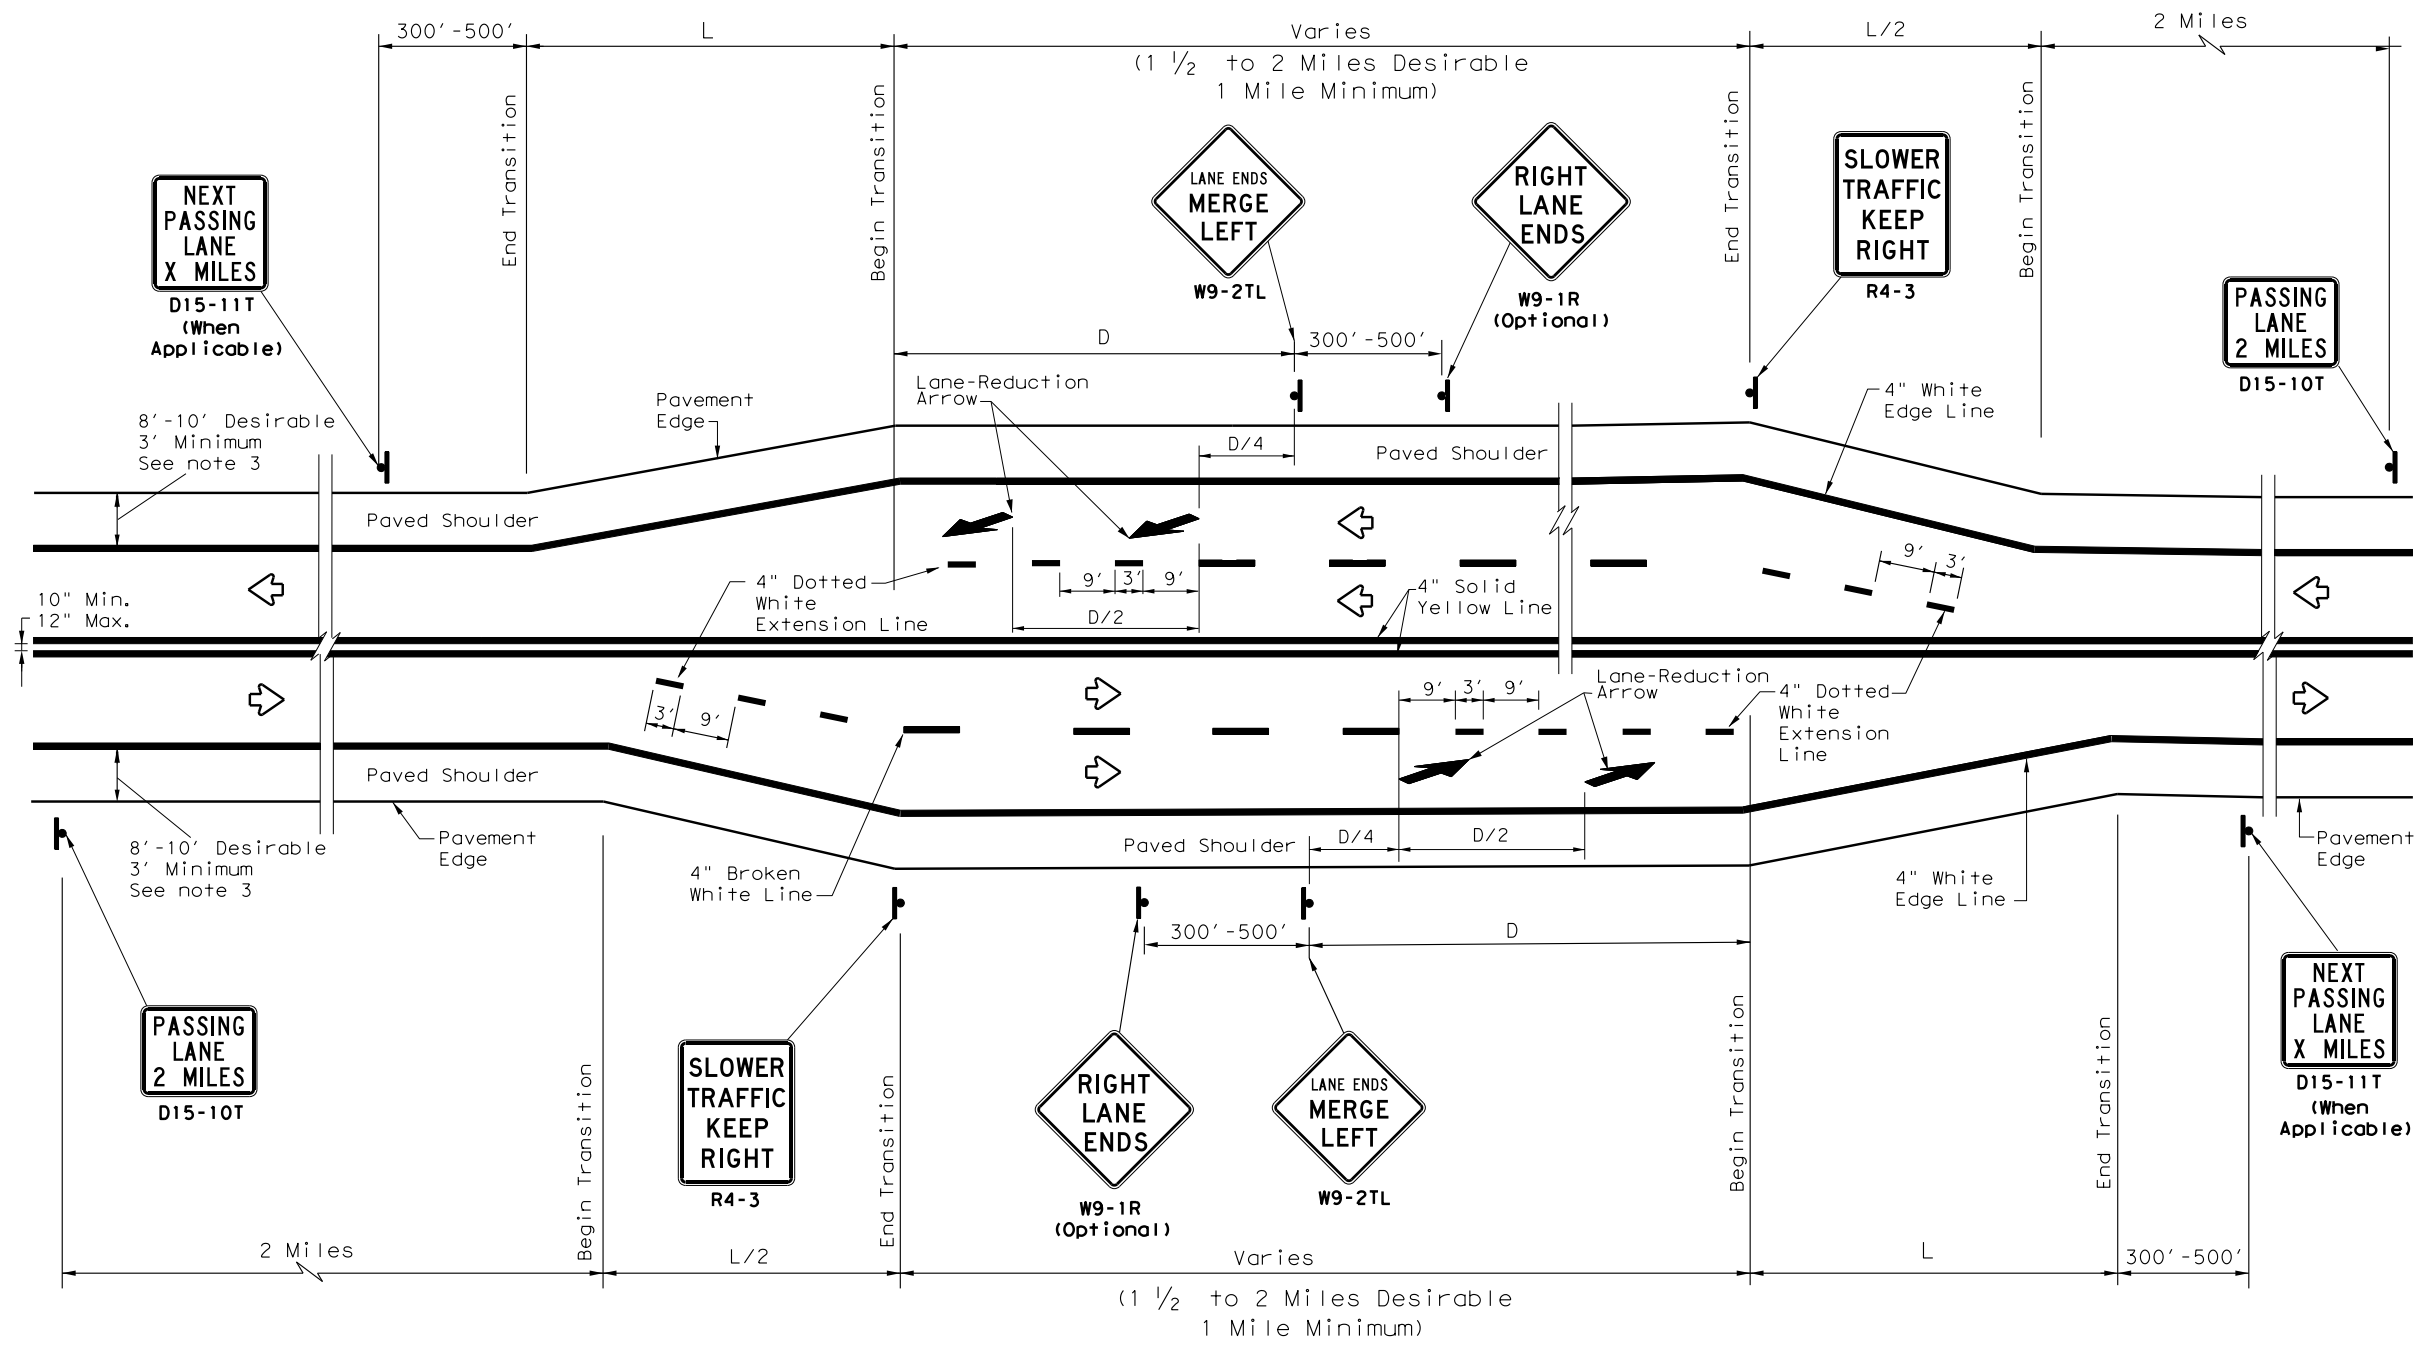 300'-500'
L
Varies
(1 1/2 to 2 Miles Desirable
1 Mile Minimum)
L/2
2 Miles
End Transition
Begin Transition
End Transition
Begin Transition
NEXT
PASSING
LANE
X MILES
D15-11T
(When
Applicable)
LANE ENDS
MERGE
LEFT
W9-2TL
RIGHT
LANE
ENDS
W9-1R
(Optional)
SLOWER
TRAFFIC
KEEP
RIGHT
R4-3
PASSING
LANE
2 MILES
D15-10T
D
300'-500'
8'-10' Desirable
3' Minimum
See note 3
Pavement
Edge
Lane-Reduction
Arrow
D/4
Paved Shoulder
4" White
Edge Line
Paved Shoulder
10" Min.
12" Max.
4" Dotted
White
Extension Line
9'
3'
9'
D/2
4" Solid
Yellow Line
9'
3'
3'
9'
Lane-Reduction
Arrow
9'
3'
9'
4" Dotted
White
Extension
Line
Paved Shoulder
8'-10' Desirable
3' Minimum
See note 3
Pavement
Edge
4" Broken
White Line
Paved Shoulder
D/4
D/2
4" White
Edge Line
Pavement
Edge
300'-500'
D
PASSING
LANE
2 MILES
D15-10T
SLOWER
TRAFFIC
KEEP
RIGHT
R4-3
RIGHT
LANE
ENDS
W9-1R
(Optional)
LANE ENDS
MERGE
LEFT
W9-2TL
NEXT
PASSING
LANE
X MILES
D15-11T
(When
Applicable)
Begin Transition
End Transition
Begin Transition
End Transition
2 Miles
L/2
Varies
(1 1/2 to 2 Miles Desirable
1 Mile Minimum)
L
300'-500'